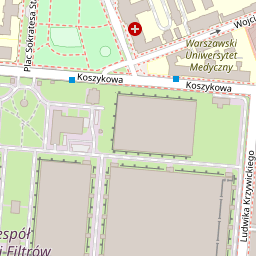 Plac Sokratesa St
Wojci
Warszawski
Uniwersytet
Medyczny
Koszykowa
Koszykowa
Ludwika Krzywickiego
espół
i-Filtrów